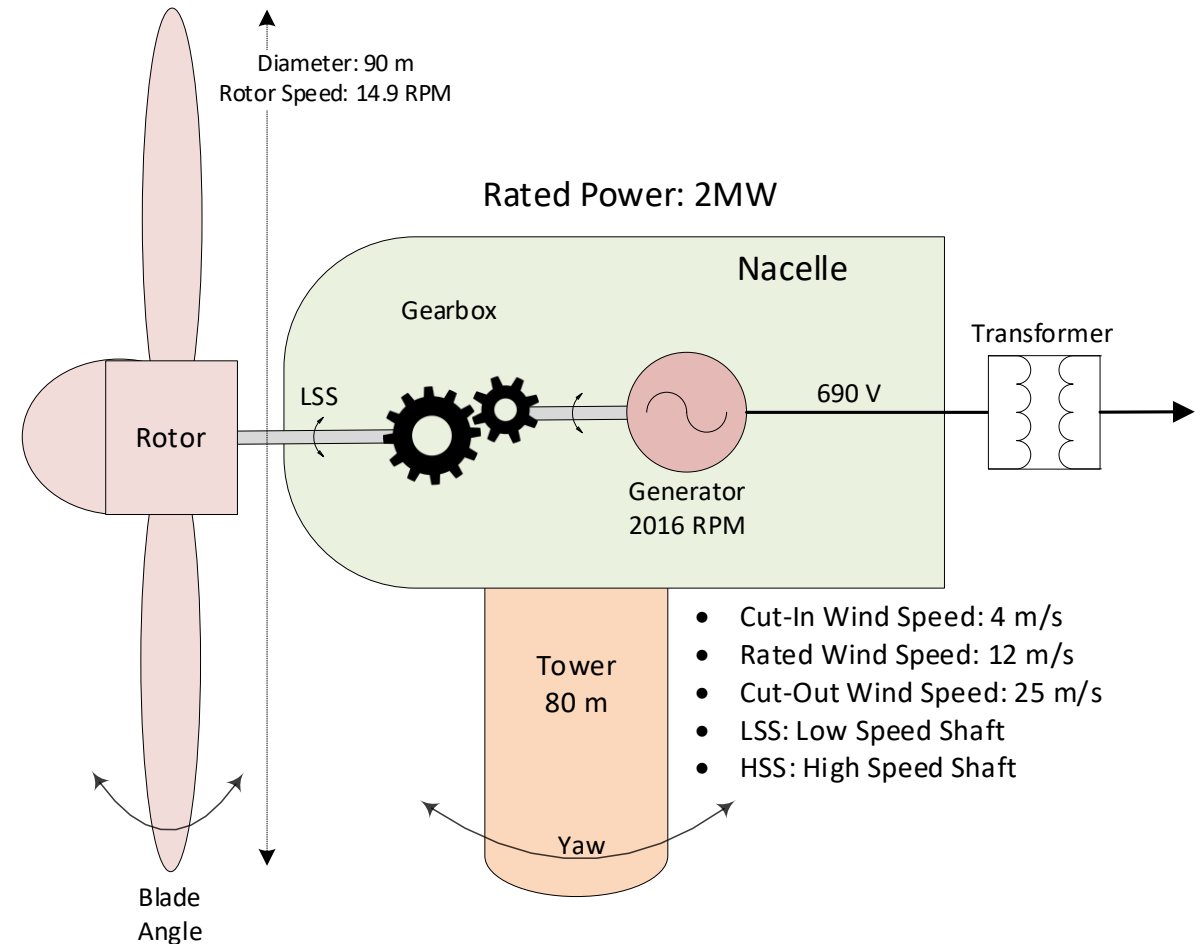 Diameter: 90 m
Rotor Speed: 14.9 RPM
Rated Power: 2MW
Nacelle
Gearbox
Transformer
LSS
690 V
Rotor
Generator
2016 RPM
• Cut-In Wind Speed: 4 m/s
• Rated Wind Speed: 12 m/s
• Cut-Out Wind Speed: 25 m/s
• LSS: Low Speed Shaft
• HSS: High Speed Shaft
Tower
80 m
Yaw
Blade
Angle